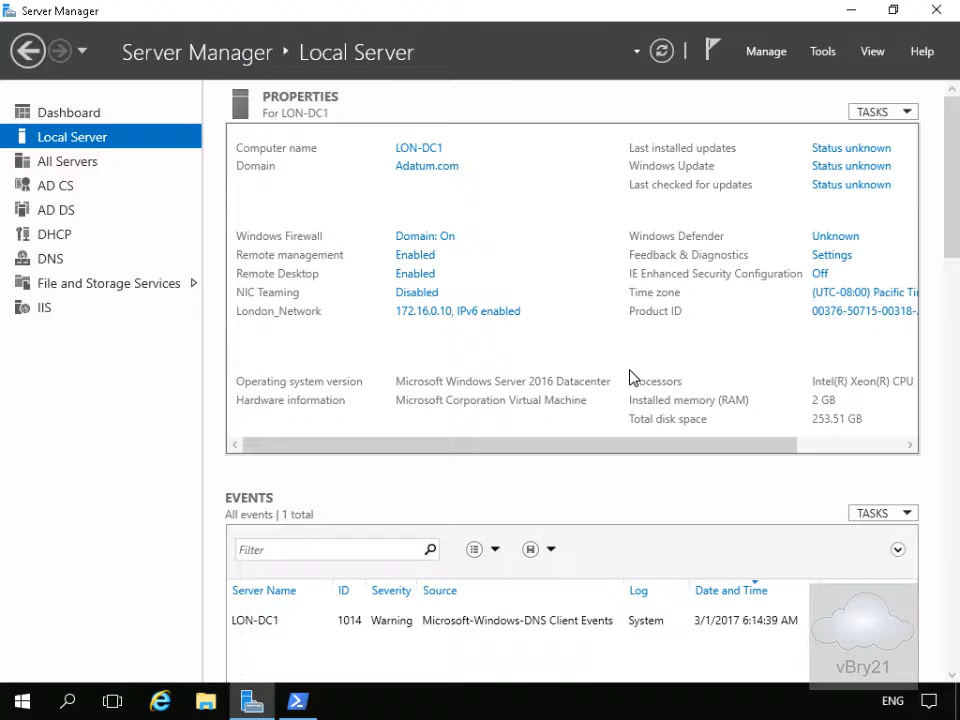 Server Manager
Server Manager ‣ Local Server
Manage Tools View Help
Dashboard
Local Server
All Servers
AD CS
AD DS
DHCP
DNS
File and Storage Services
IIS
PROPERTIES
For LON-DC1
TASKS
Computer name LON-DC1
Domain Adatum.com
Last installed updates Status unknown
Windows Update Status unknown
Last checked for updates Status unknown
Windows Firewall Domain: On
Remote management Enabled
Remote Desktop Enabled
NIC Teaming Disabled
London_Network 172.16.0.10, IPv6 enabled
Windows Defender Unknown
Feedback & Diagnostics Settings
IE Enhanced Security Configuration Off
Time zone (UTC-08:00) Pacific
Product ID 00376-50715-00318-
Operating system version Microsoft Windows Server 2016 Datacenter
Hardware information Microsoft Corporation Virtual Machine
Intel(R) Xeon(R) CPU
Installed memory (RAM) 2 GB
Total disk space 253.51 GB
EVENTS
All events | 1 total
TASKS
Filter
Server Name ID Severity Source Log Date and Time
LON-DC1 1014 Warning Microsoft-Windows-DNS Client Events System 3/1/2017 6:14:39 AM
vBry21
ENG